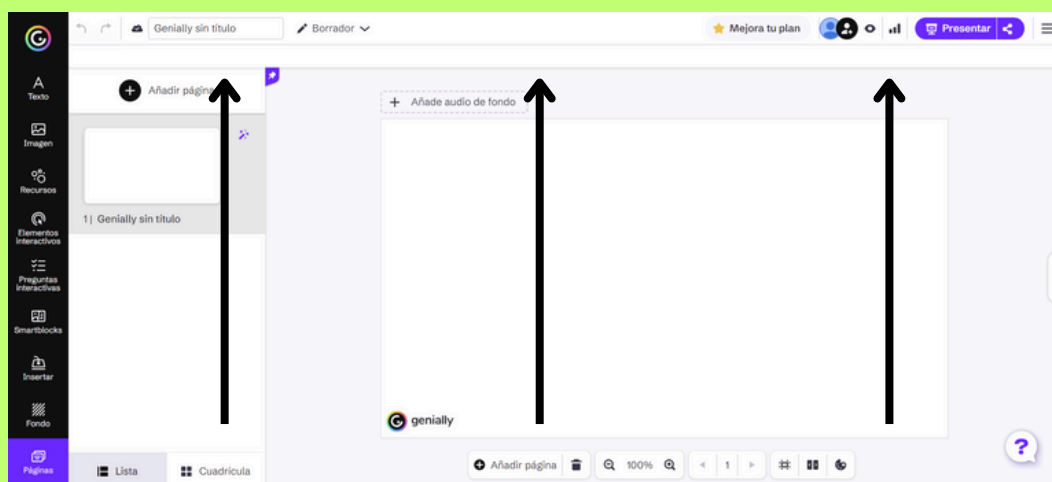 Genially sin título
Borrador
Mejora tu plan
Presentar
Texto
Imagen
Recursos
Elementos
interactivos
Preguntas
interactivas
Smartblocks
Insertar
Fondo
Páginas
Añadir página
1| Genially sin título
Lista
Cuadrícula
+ Añade audio de fondo
genially
Añadir página
100%
1
?